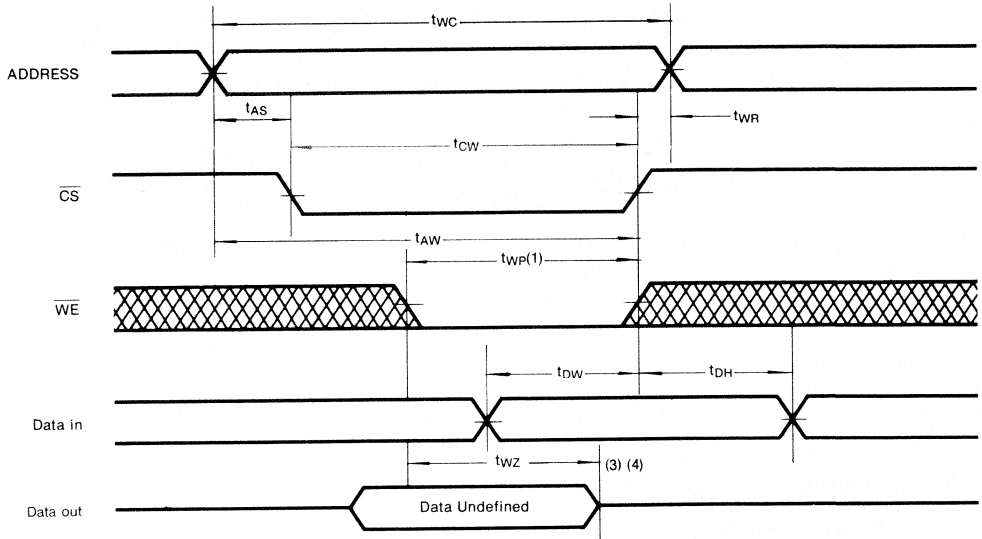 tWC
ADDRESS
tAS
tWR
tCW
CS
tAW
tWP(1)
WE
tDW
tDH
Data in
tWZ
(3) (4)
Data Undefined
Data out